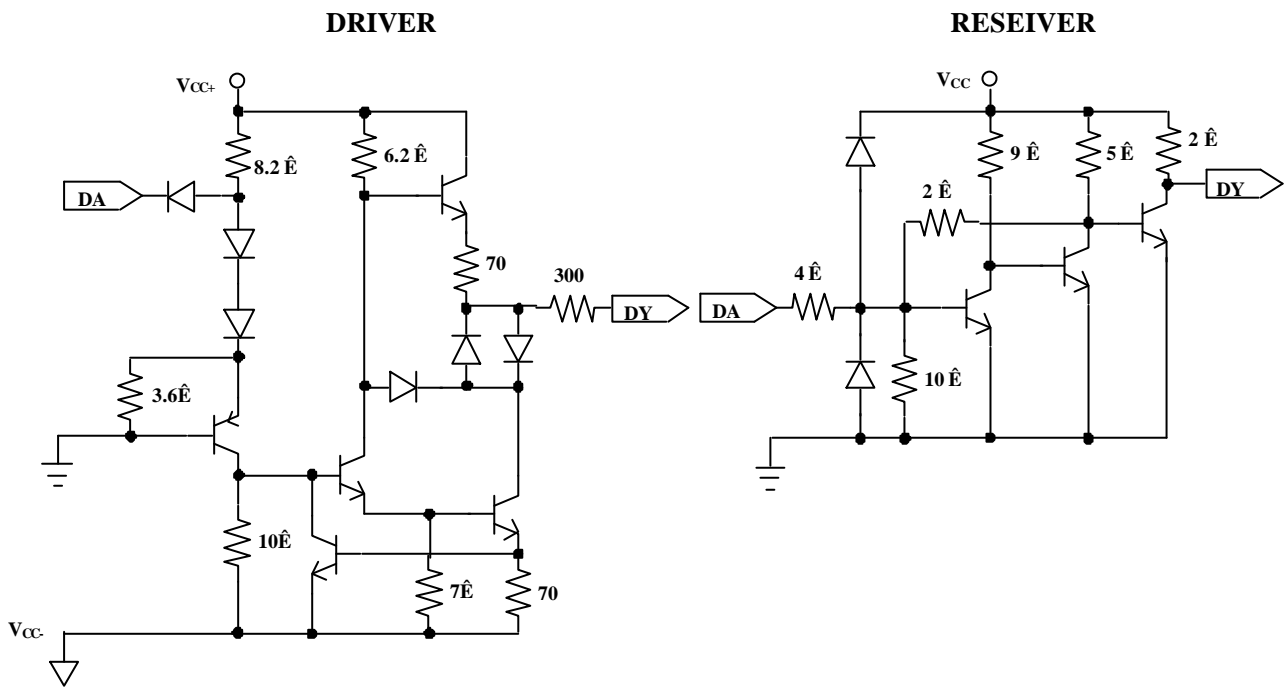 DRIVER
VCC+
8.2 Ê
6.2 Ê
DA
70
300
DY
3.6Ê
10Ê
7Ê
70
VCC-
RESEIVER
VCC
9 Ê
5 Ê
2 Ê
DY
2 Ê
4 Ê
DA
10 Ê